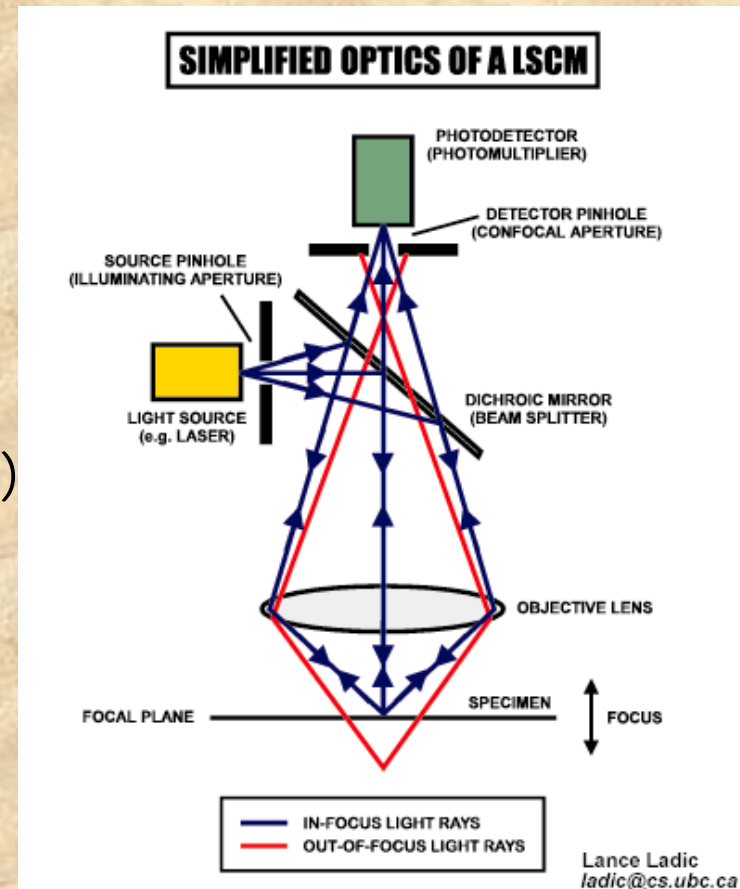 SIMPLIFIED OPTICS OF A LSCM
PHOTODETECTOR
(PHOTOMULTIPLIER)
DETECTOR PINHOLE
(CONFOCAL APERTURE)
SOURCE PINHOLE
(ILLUMINATING APERTURE)
LIGHT SOURCE
(e.g. LASER)
DICHROIC MIRROR
(BEAM SPLITTER)
)
OBJECTIVE LENS
FOCAL PLANE
SPECIMEN
FOCUS
IN-FOCUS LIGHT RAYS
OUT-OF-FOCUS LIGHT RAYS
Lance Ladic
ladic@cs.ubc.ca